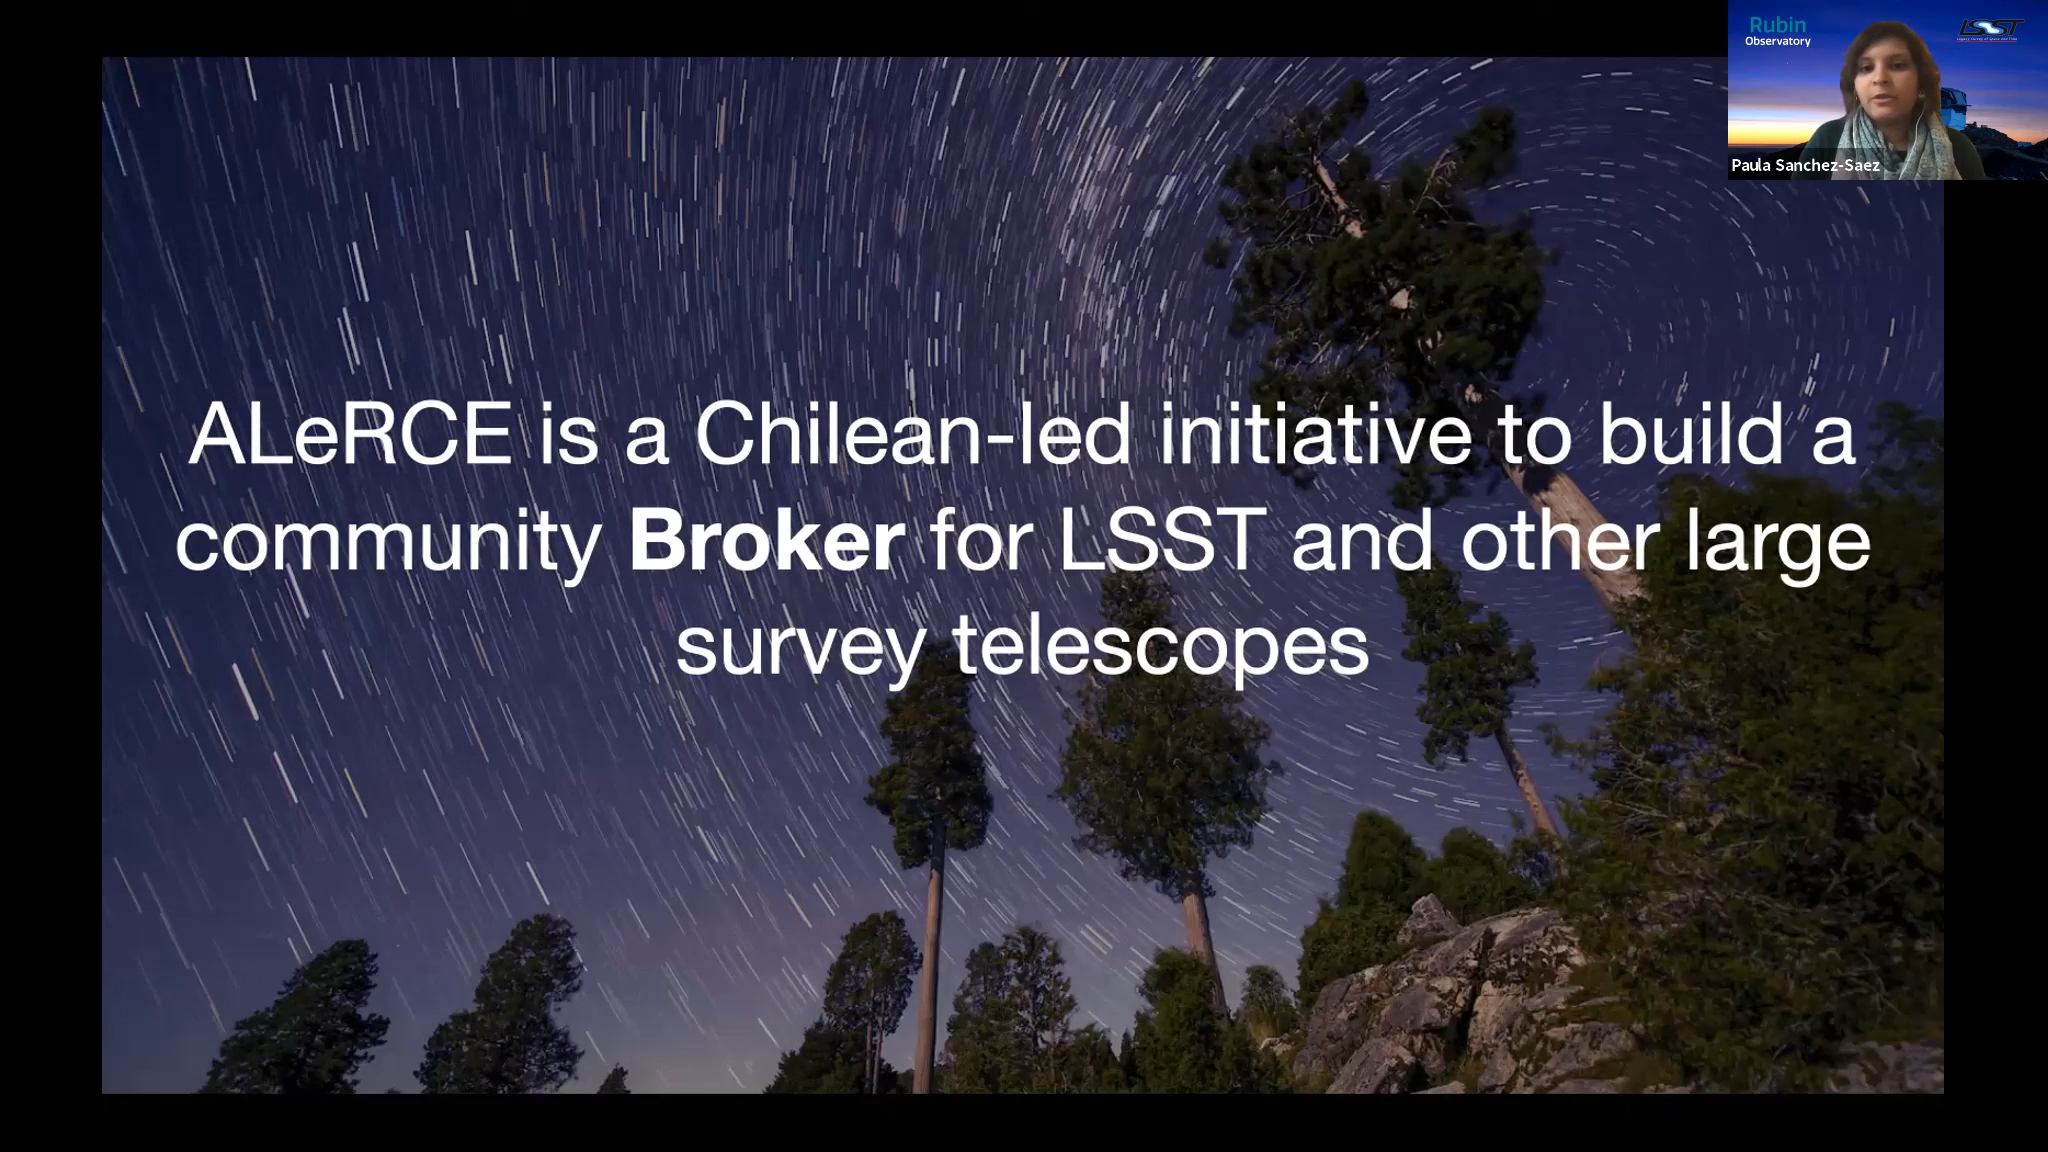 Rubin
Observatory
LSST
Paula Sanchez-Saez
ALeRCE is a Chilean-led initiative to build a
community Broker for LSST and other large
survey telescopes